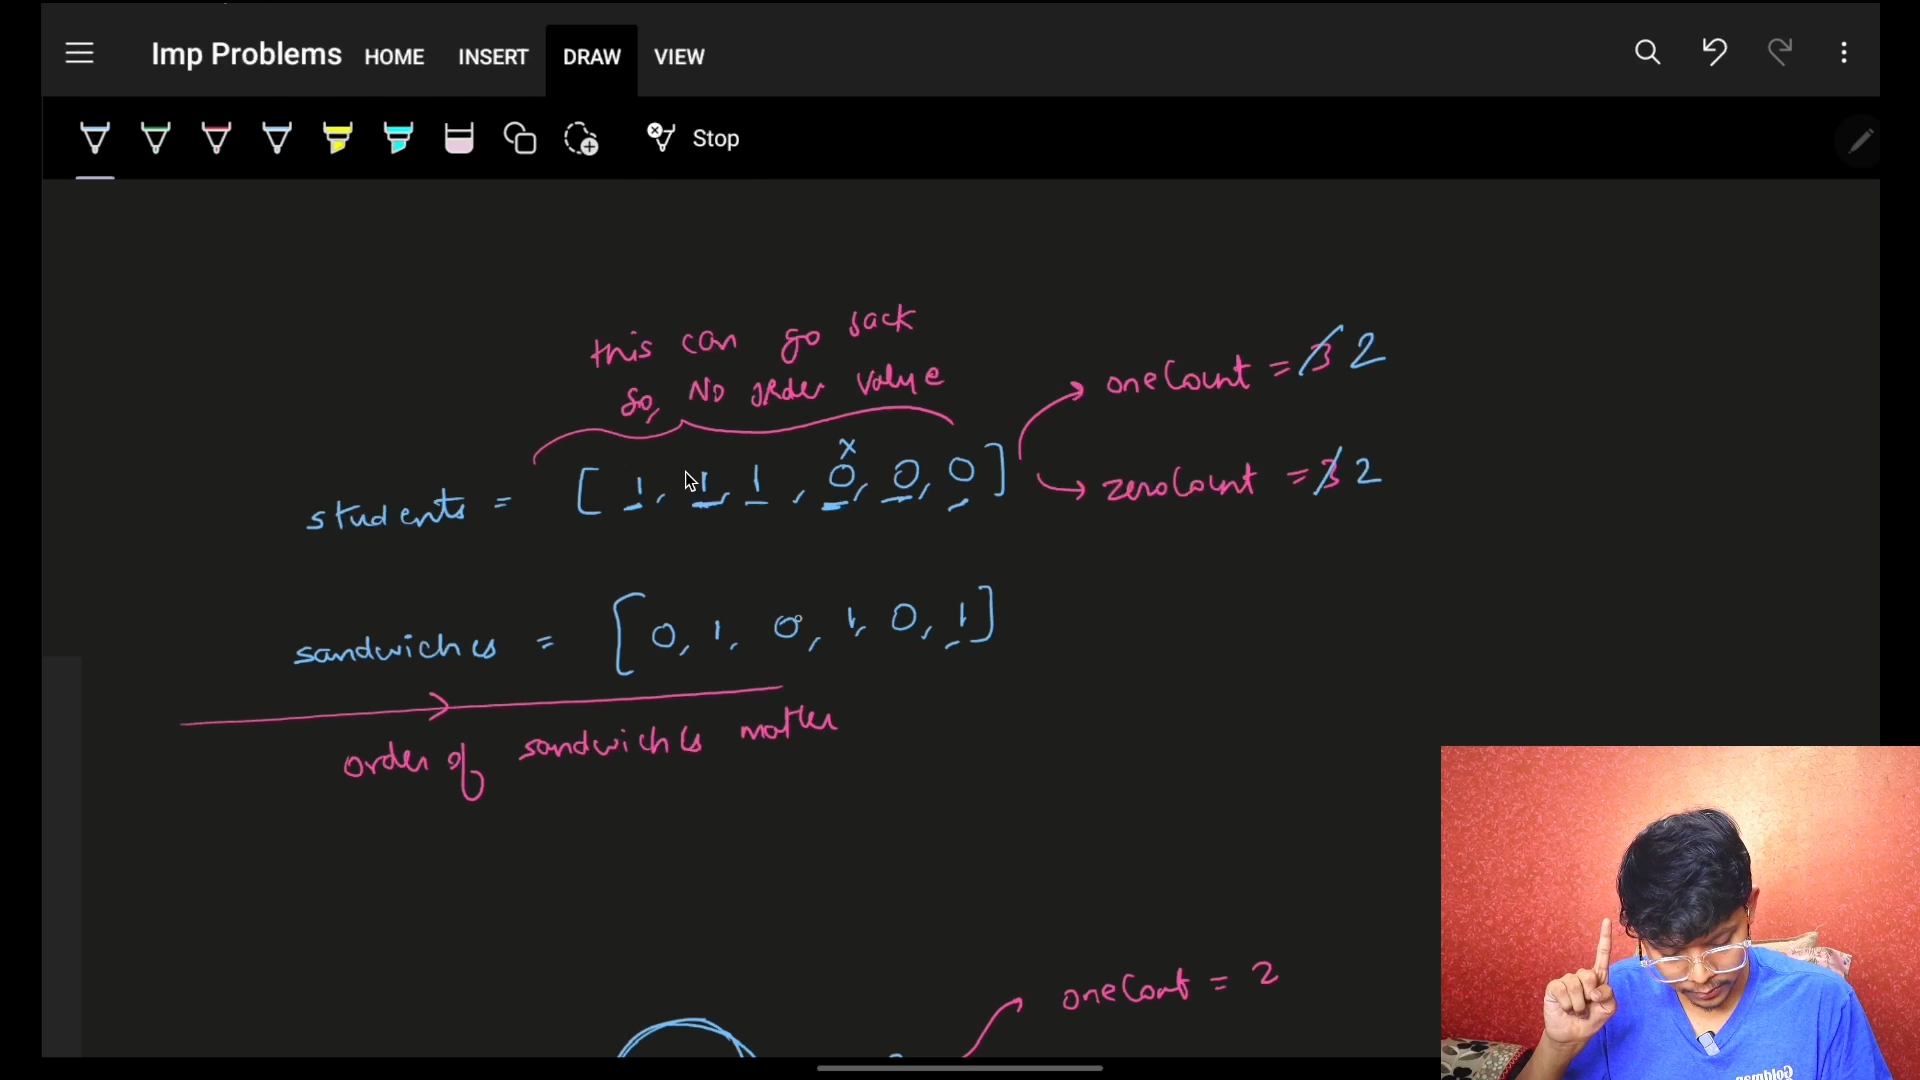 Imp Problems HOME INSERT DRAW VIEW
Stop
this can go back
So, No order value
oneCount = 3 2
students = [ 1, 1, 1, 0, 0, 0 ]
x
zeroCount = 3 2
sandwiches = [ 0, 1, 0, 1, 0, 1 ]
order of sandwiches matter
oneCont = 2